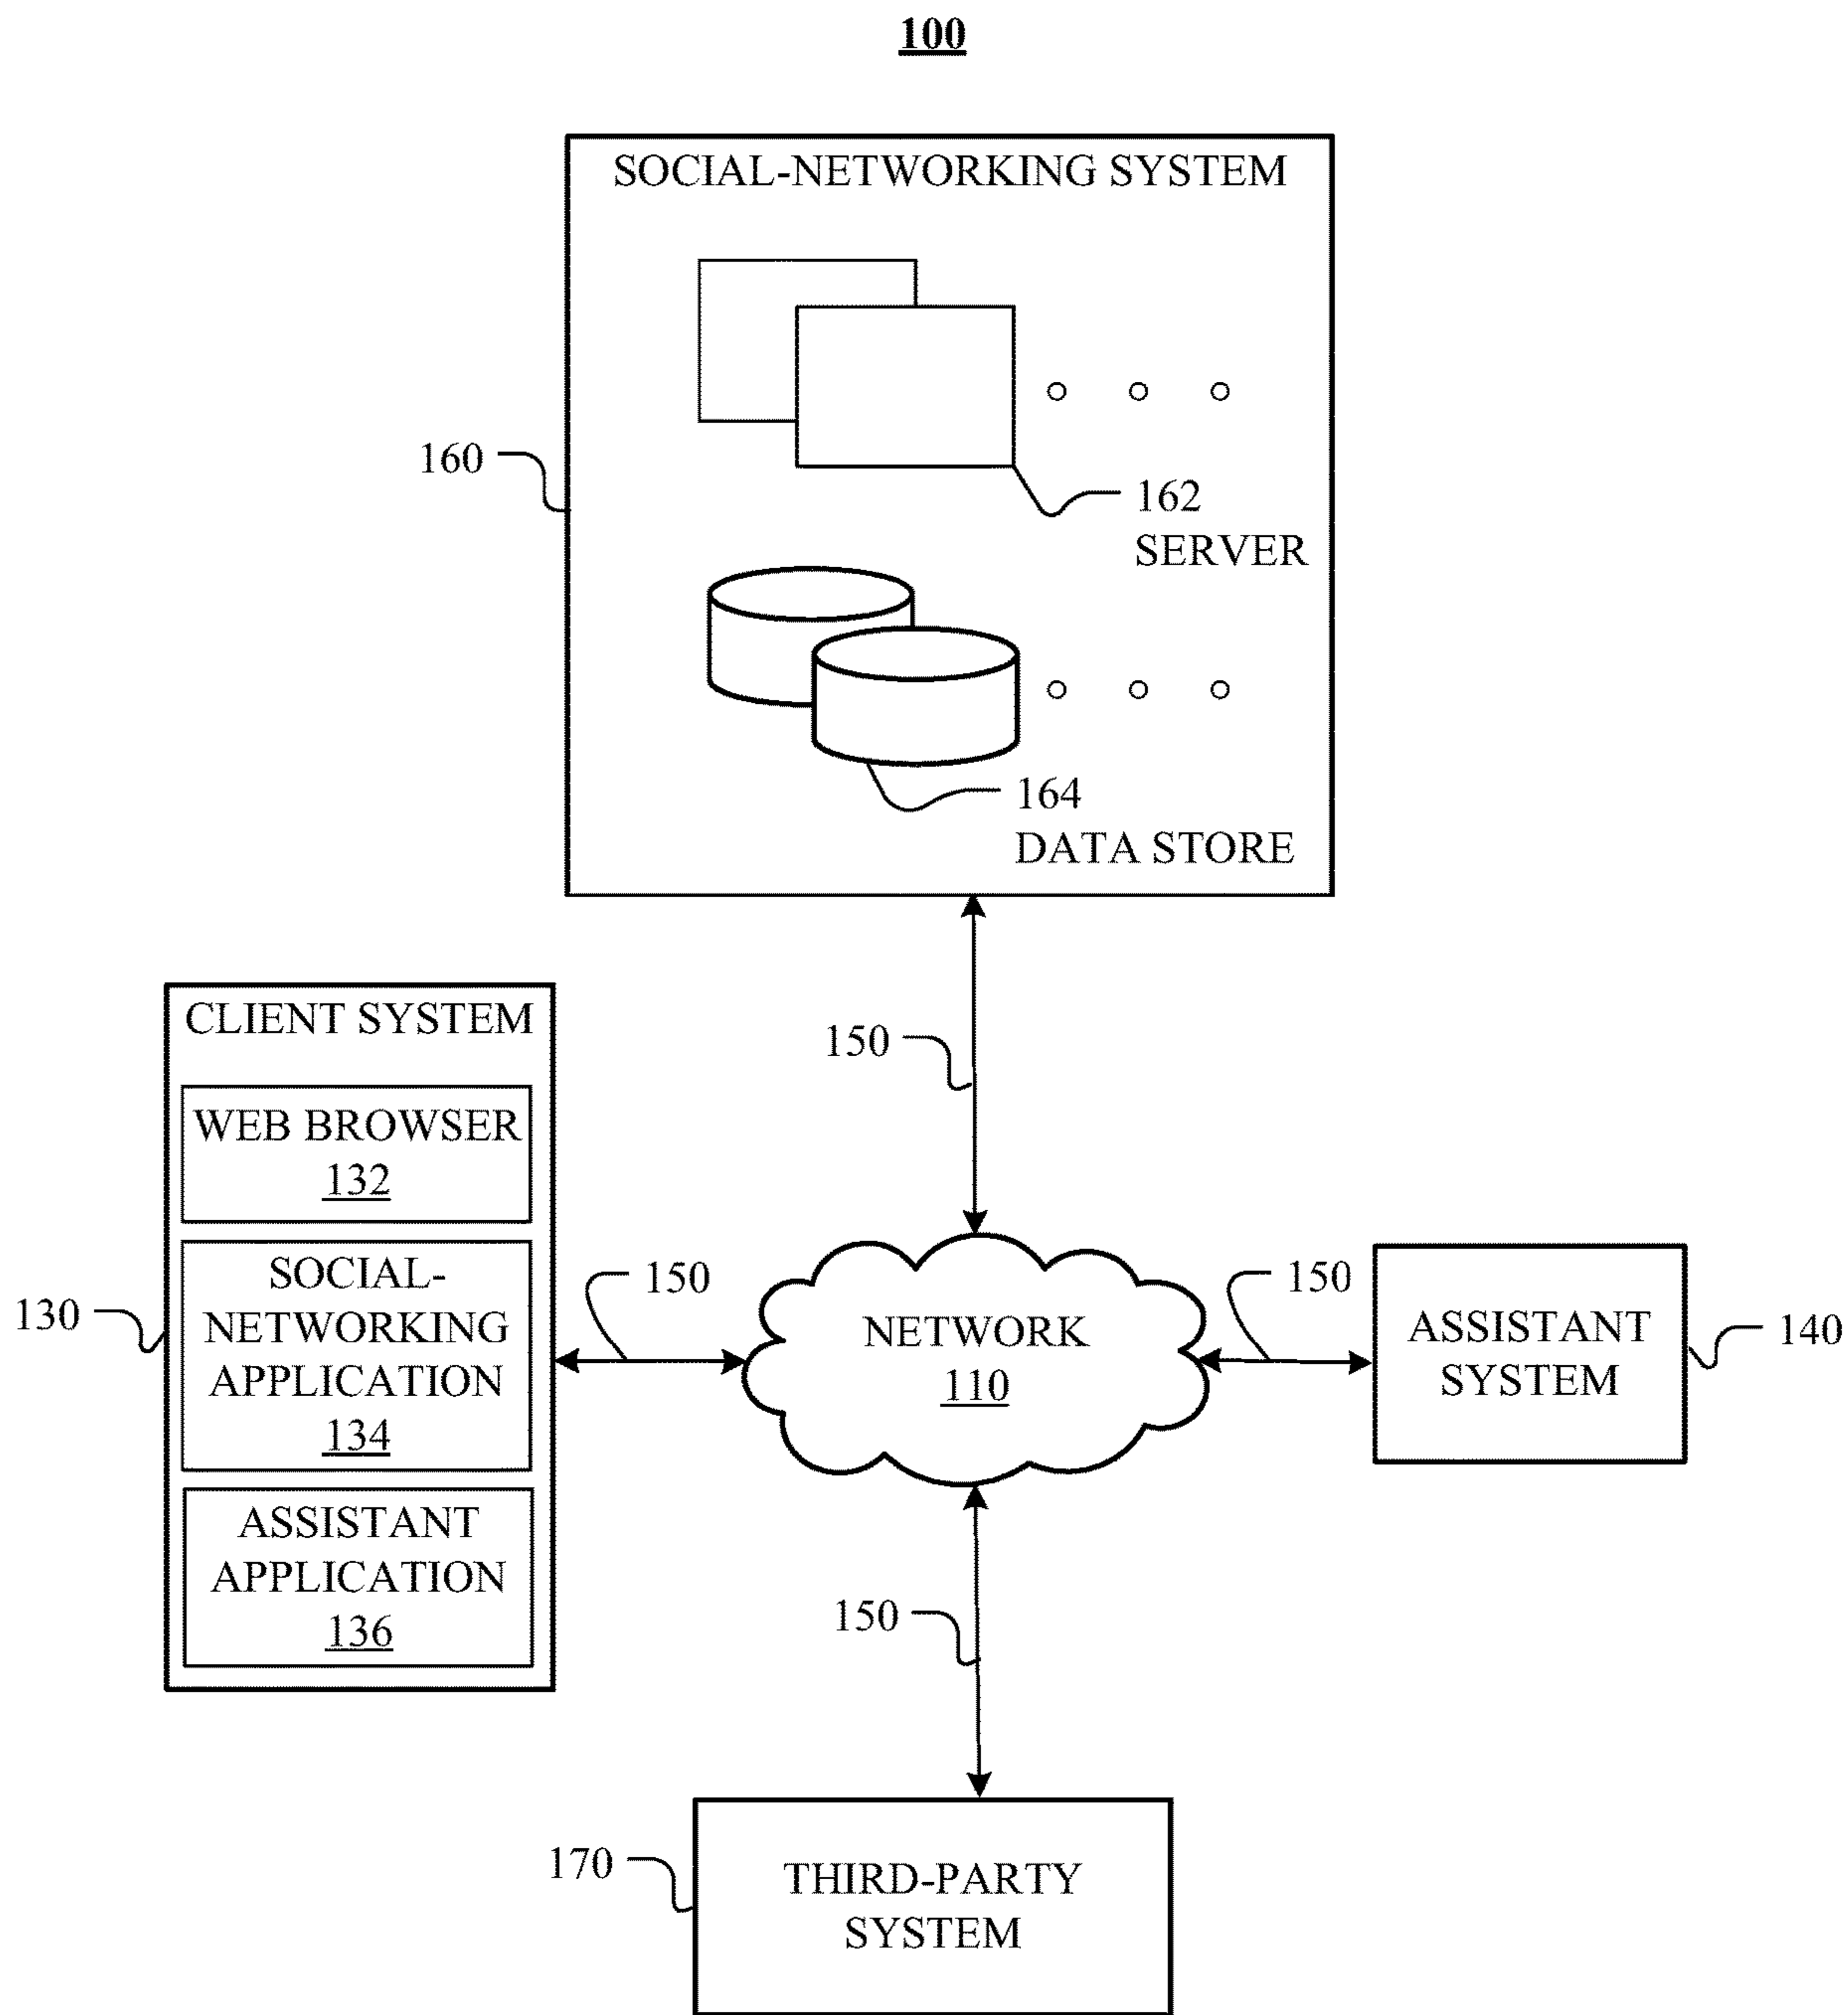 100
SOCIAL-NETWORKING SYSTEM
160
162
SERVER
164
DATA STORE
CLIENT SYSTEM
WEB BROWSER
132
SOCIAL-
NETWORKING
APPLICATION
134
ASSISTANT
APPLICATION
136
130
150
150
NETWORK
110
150
ASSISTANT
SYSTEM
140
150
170
THIRD-PARTY
SYSTEM